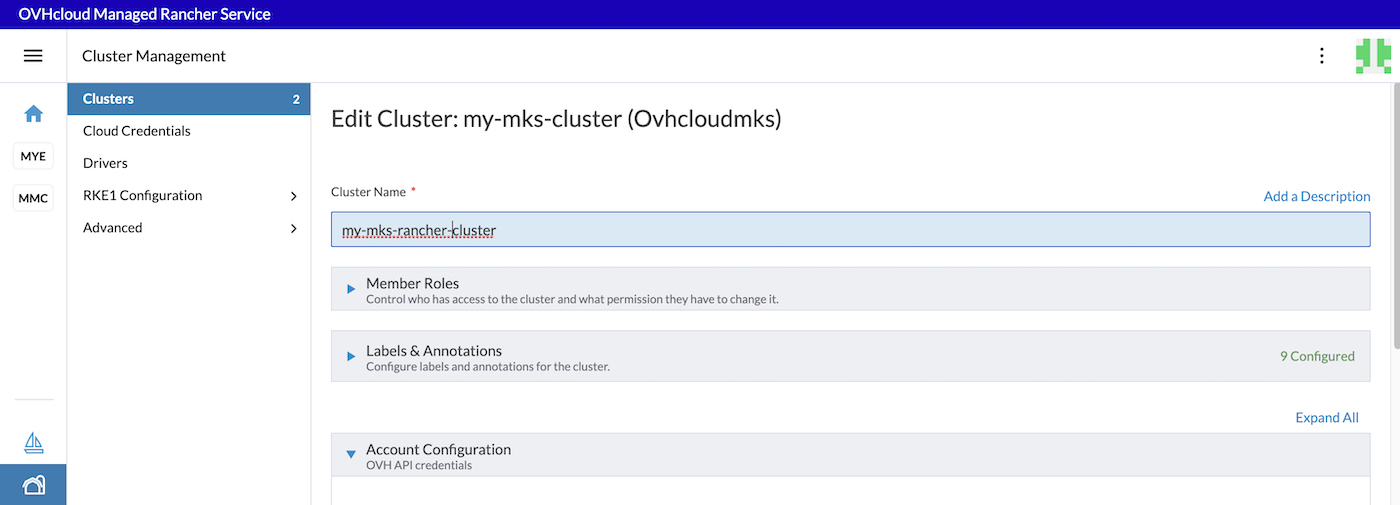 OVHcloud Managed Rancher Service
Cluster Management
Clusters 2
Cloud Credentials
Drivers
RKE1 Configuration
Advanced
MYE
MMC
Edit Cluster: my-mks-cluster (Ovhcloudmks)
Cluster Name *
Add a Description
my-mks-rancher-cluster
Member Roles
Control who has access to the cluster and what permission they have to change it.
Labels & Annotations
Configure labels and annotations for the cluster.
9 Configured
Expand All
Account Configuration
OVH API credentials